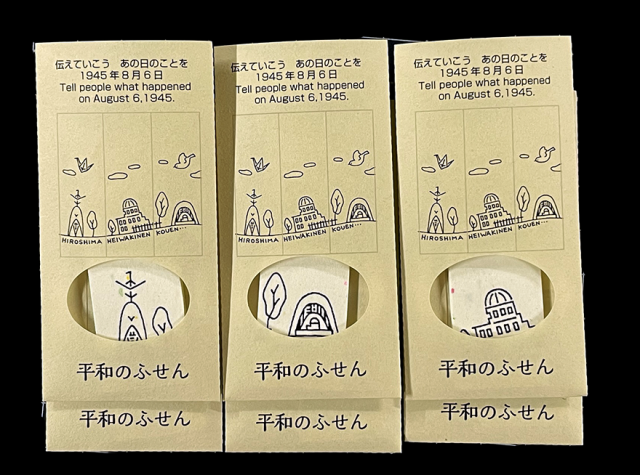 伝えていこう　あの日のことを
1945年8月6日
Tell people what happened
on August 6,1945.
HIROSHIMA HEIWAKINEN KOUEN…
平和のふせん
平和のふせん
伝えていこう　あの日のことを
1945年8月6日
Tell people what happened
on August 6,1945.
HIROSHIMA HEIWAKINEN KOUEN…
平和のふせん
平和のふせん
伝えていこう　あの日のことを
1945年8月6日
Tell people what happened
on August 6,1945.
HIROSHIMA HEIWAKINEN KOUEN…
平和のふせん
平和のふせん